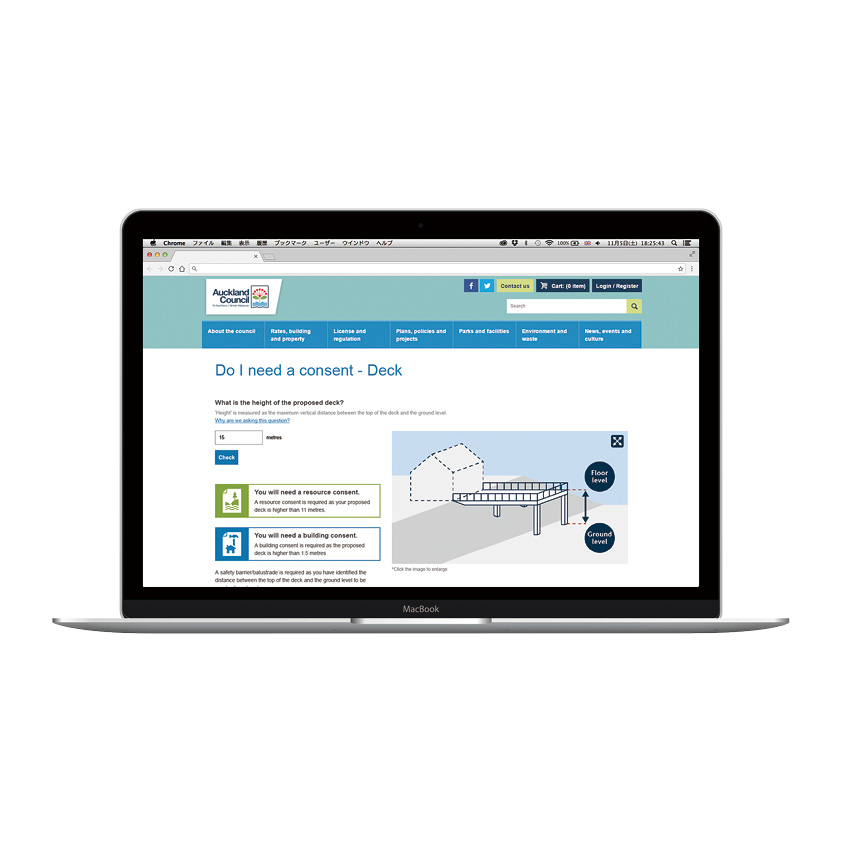 Chrome ファイル 編集 表示 履歴 ブックマーク ユーザー ウインドウ ヘルプ 100% 11月5日(土) 18:25:43
Auckland
Council
Contact us Cart: (0 item) Login / Register
Search
About the council
Rates, building
and property
License and
regulation
Plans, policies and
projects
Parks and facilities
Environment and
waste
News, events and
culture
Do I need a consent - Deck
What is the height of the proposed deck?
'Height' is measured as the maximum vertical distance between the top of the deck and the ground level.
Why are we asking this question?
15 metres
Check
Floor
level
Ground
level
*Click the image to enlarge
You will need a resource consent.
A resource consent is required as your proposed
deck is higher than 11 metres.
You will need a building consent.
A building consent is required as the proposed
deck is higher than 1.5 metres
A safety barrier/balustrade is required as you have identified the
distance between the top of the deck and the ground level to be
MacBook